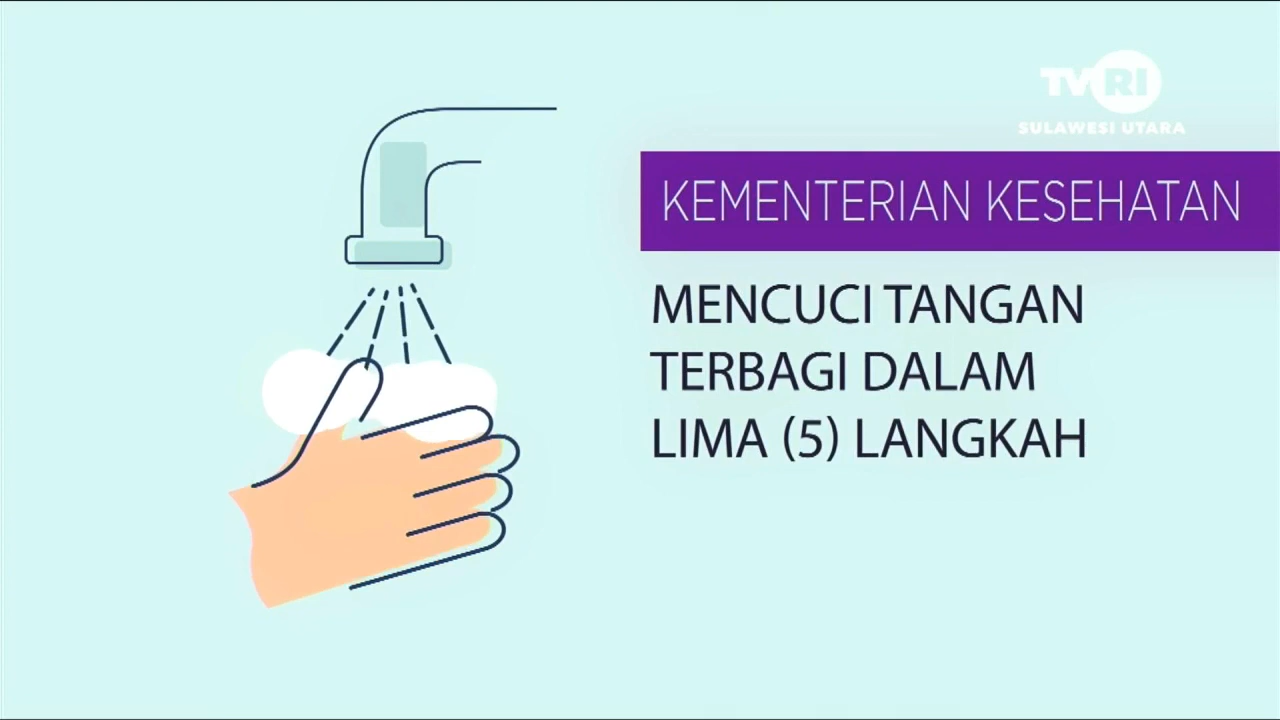 TVRI
SULAWESI UTARA
KEMENTERIAN KESEHATAN
MENCUCI TANGAN
TERBAGI DALAM
LIMA (5) LANGKAH